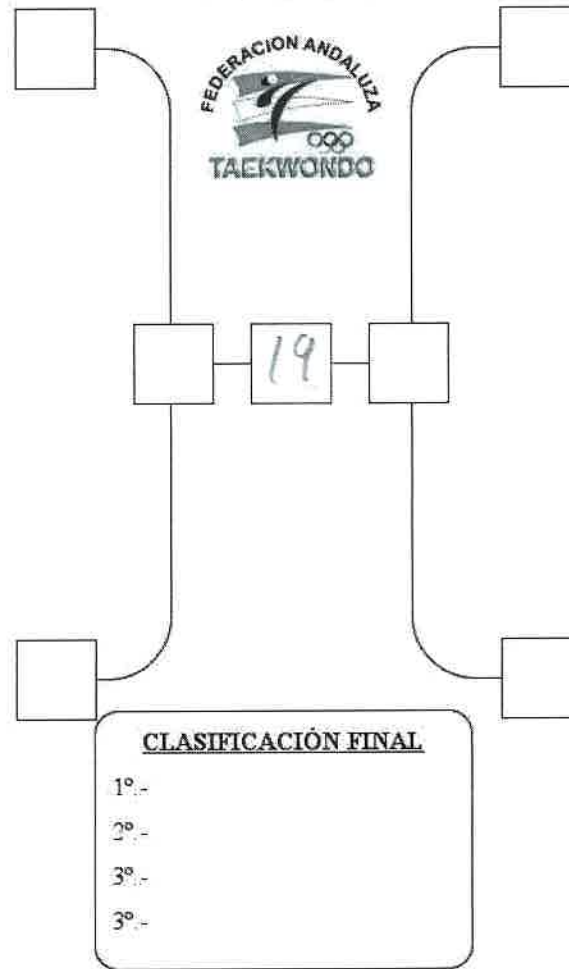 FEDERACION ANDALUZA
TAEKWONDO
19
CLASIFICACIÓN FINAL
1º.-
2º.-
3º.-
3º.-